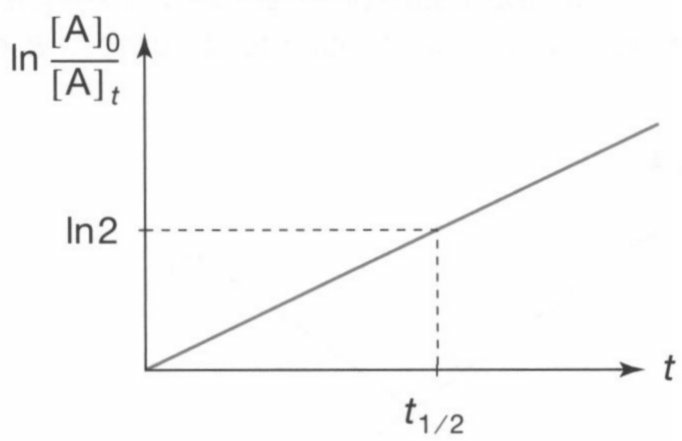 ln [A]₀/[A]ₜ
ln2
t
t₁/₂